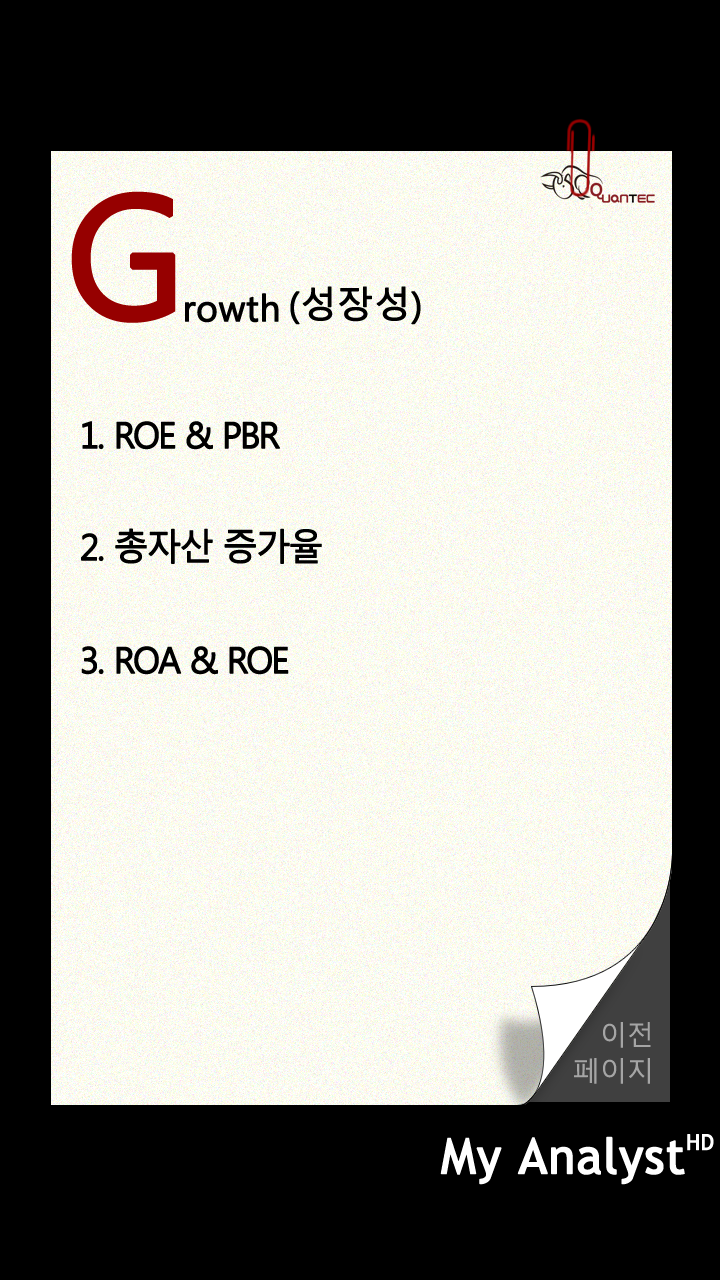 QUANTEC
Growth (성장성)
1. ROE & PBR
2. 총자산 증가율
3. ROA & ROE
이전
페이지
My Analyst HD